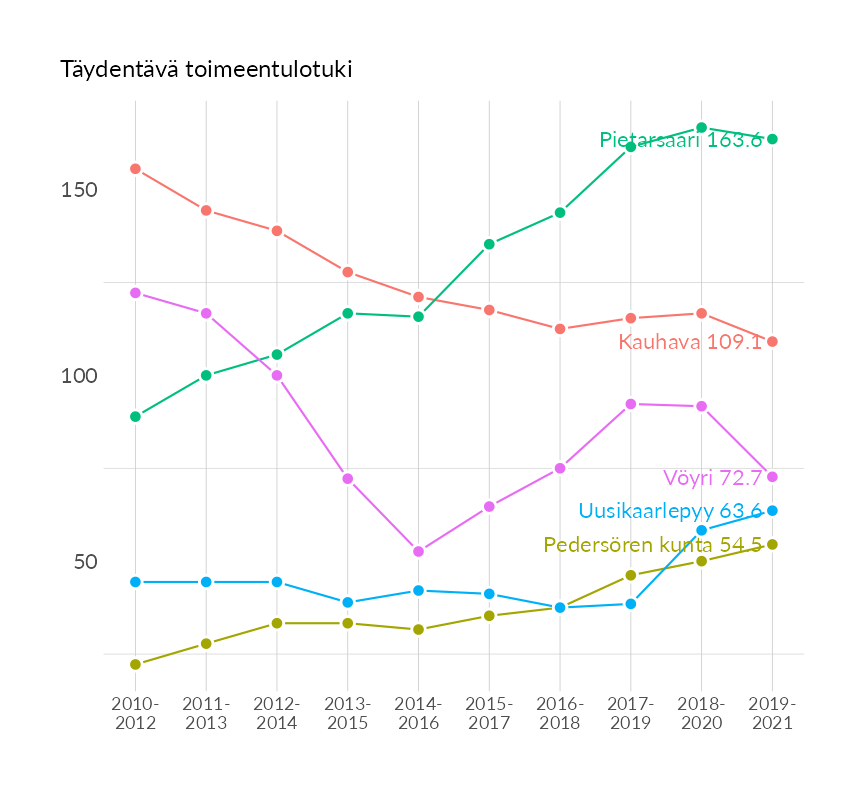 Täydentävä toimeentulotuki
Pietarsaari 163.6
150
Kauhava 109.1
100
Vöyri 72.7
Uusikaarlepyy 63.6
Pedersören kunta 54.5
50
2010- 2011- 2012- 2013- 2014- 2015- 2016- 2017- 2018- 2019-
2012 2013 2014 2015 2016 2017 2018 2019 2020 2021